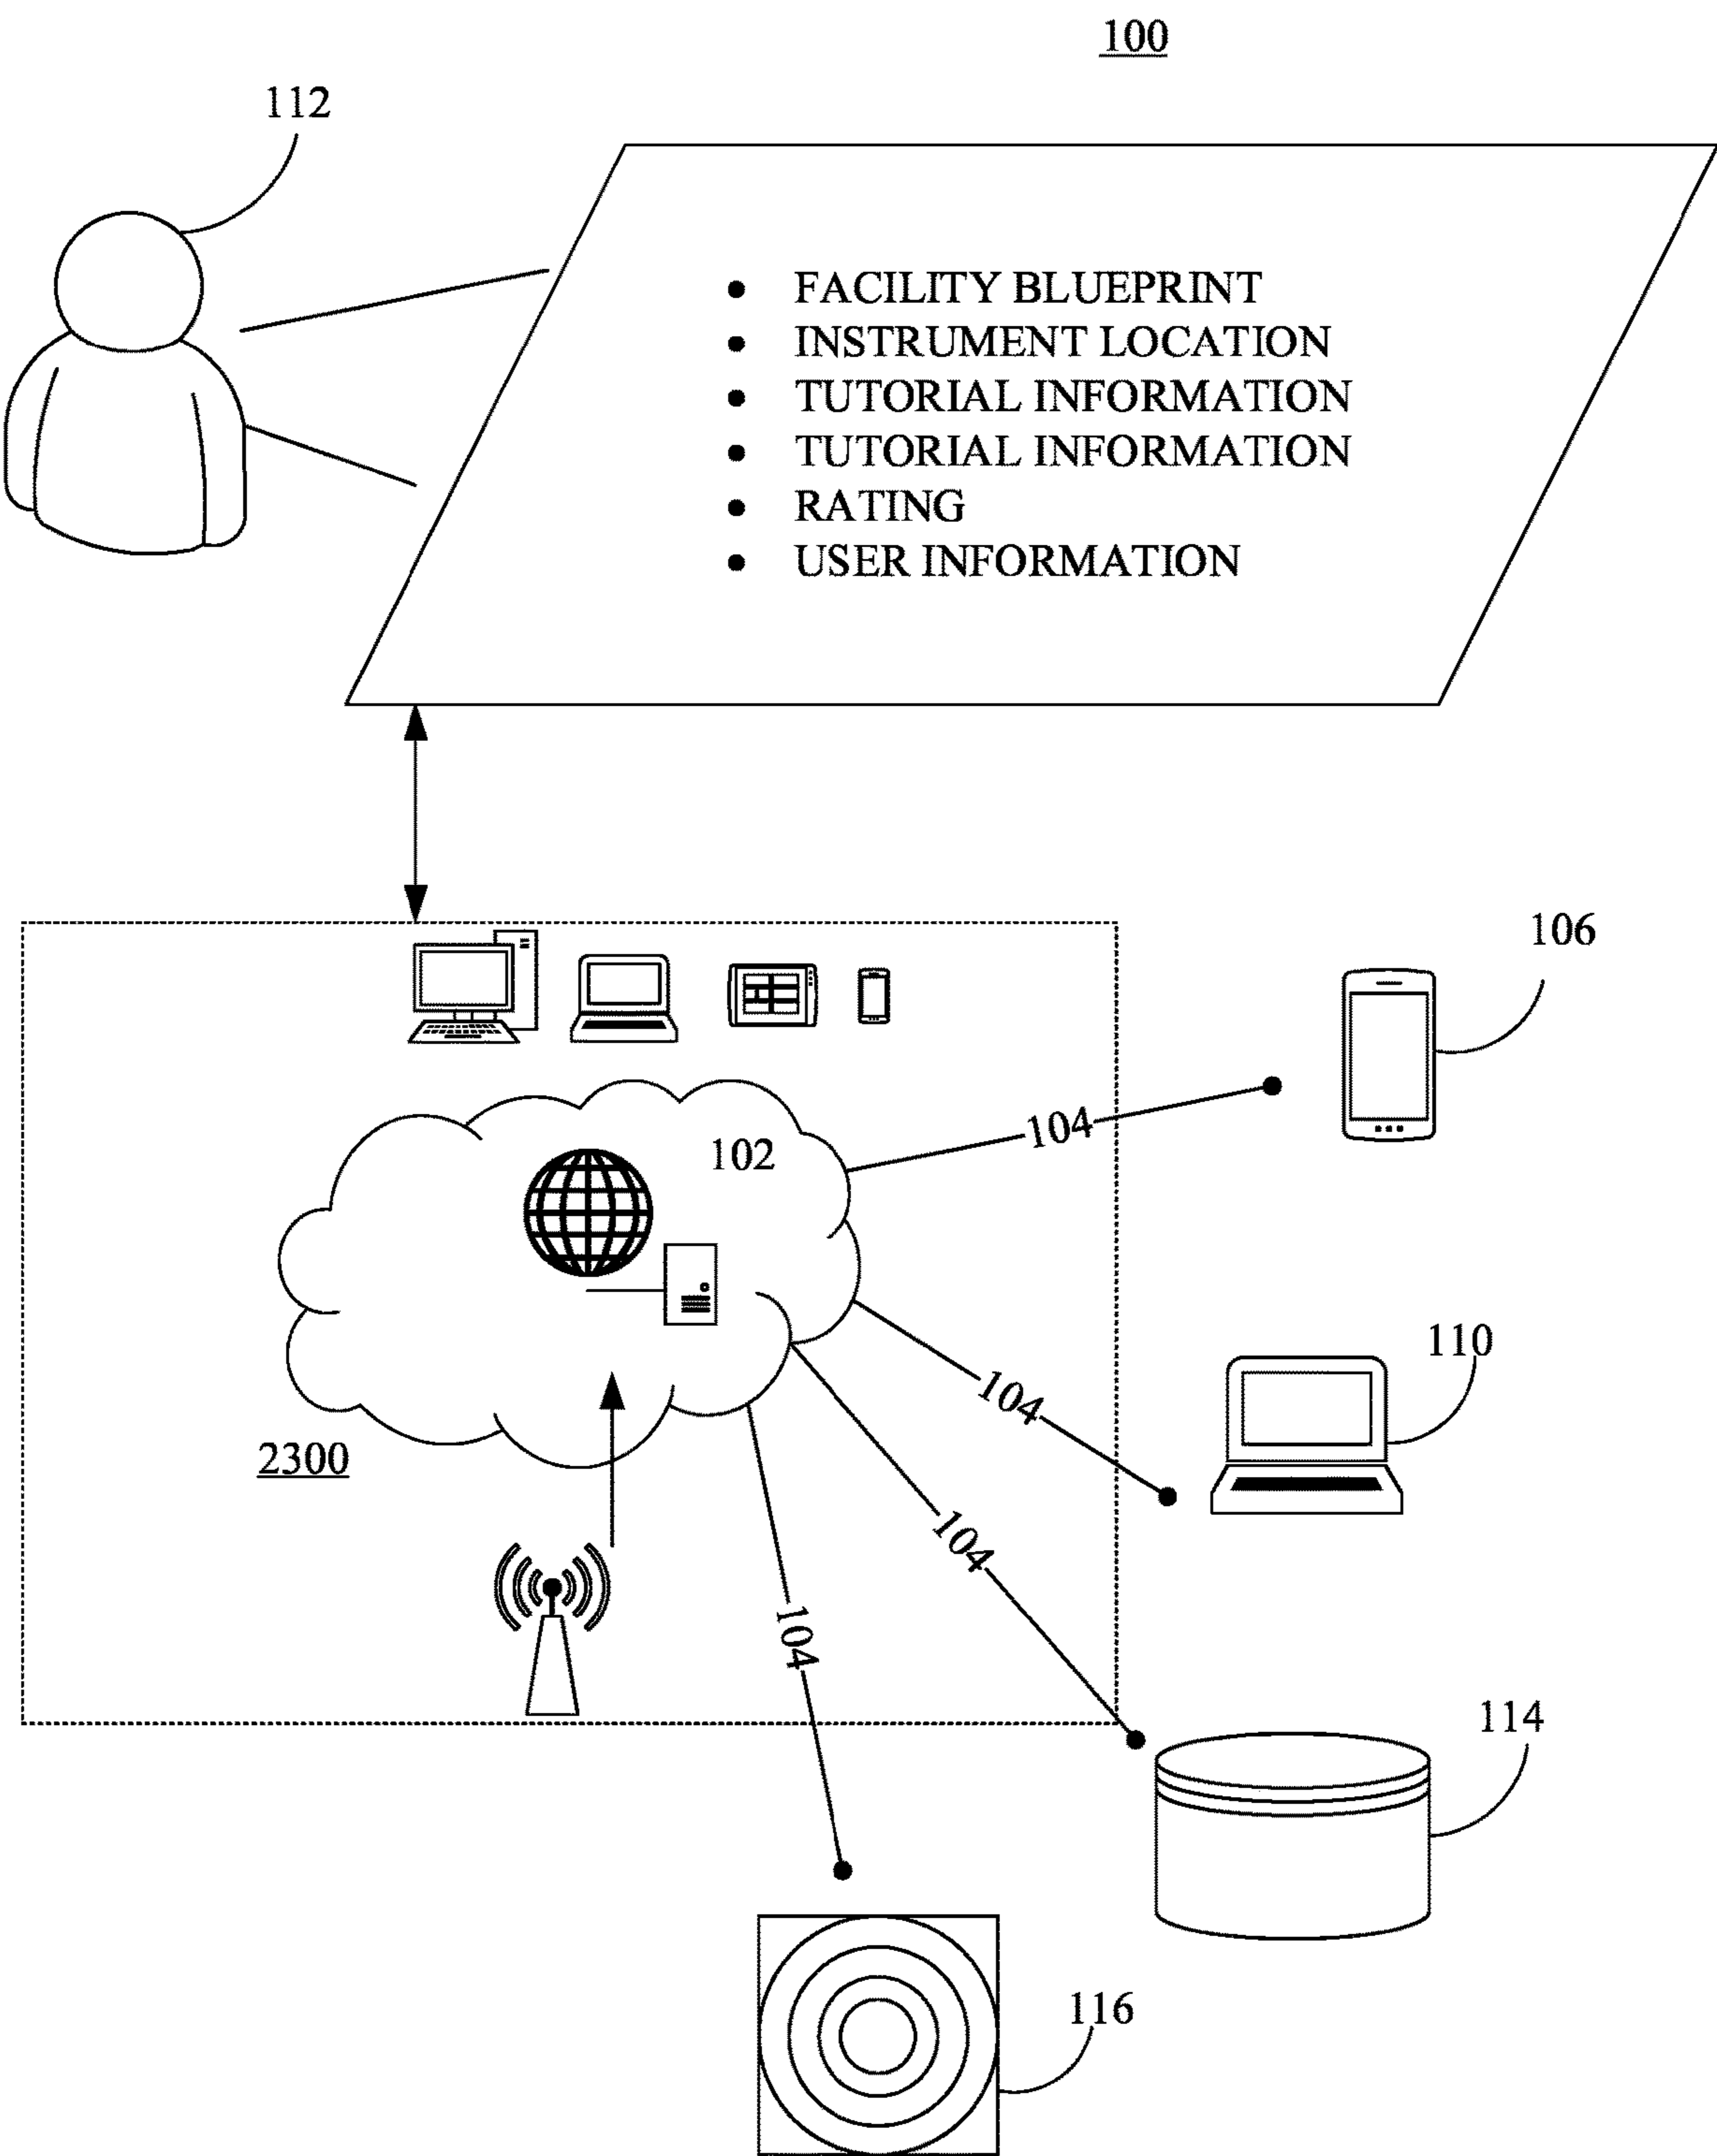 100
112
• FACILITY BLUEPRINT
• INSTRUMENT LOCATION
• TUTORIAL INFORMATION
• TUTORIAL INFORMATION
• RATING
• USER INFORMATION
106
102
104
110
104
2300
104
104
114
116